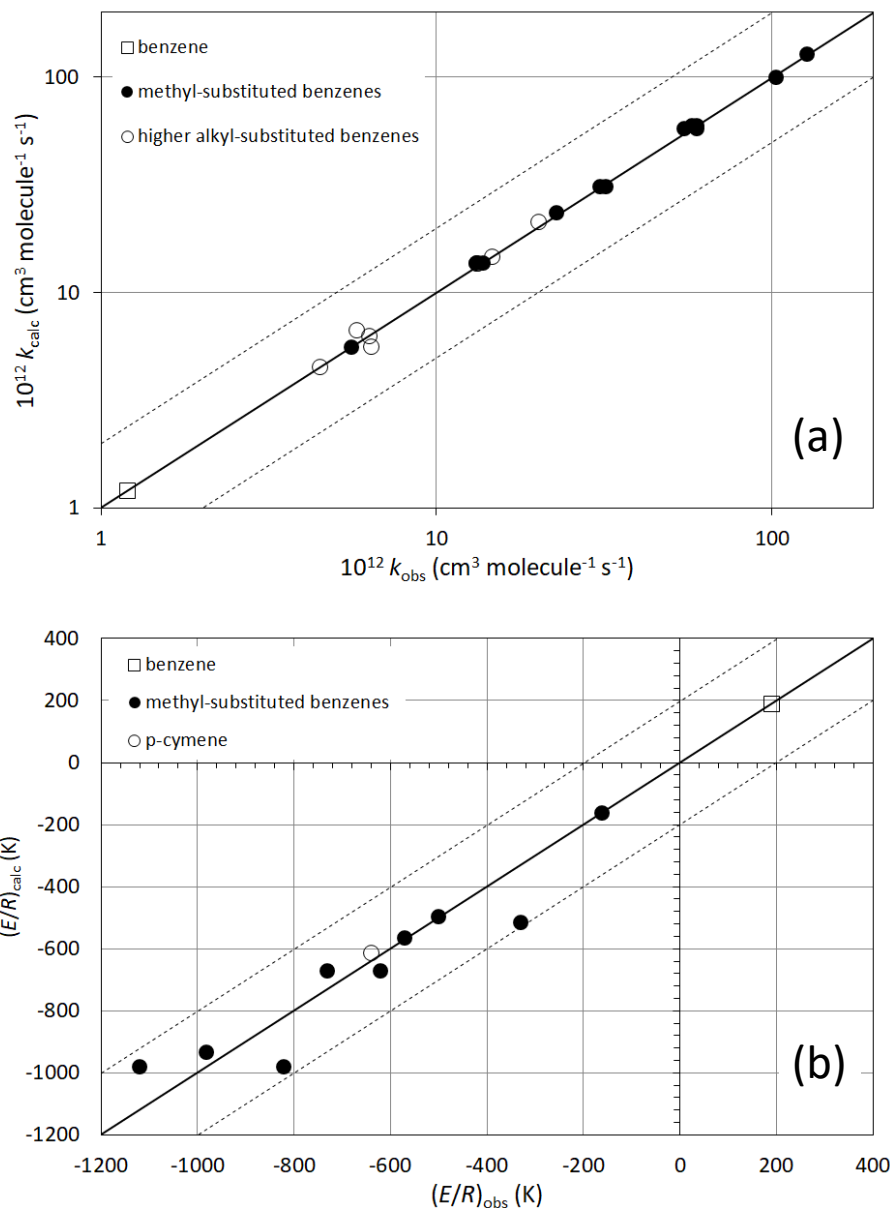 benzene
methyl-substituted benzenes
higher alkyl-substituted benzenes
100
10
1
10¹² k_calc (cm³ molecule⁻¹ s⁻¹)
(a)
1 10 100
10¹² k_obs (cm³ molecule⁻¹ s⁻¹)
benzene
methyl-substituted benzenes
p-cymene
400
200
0
-200
-400
-600
-800
-1000
-1200
(E/R)_calc (K)
(b)
-1200 -1000 -800 -600 -400 -200 0 200 400
(E/R)_obs (K)